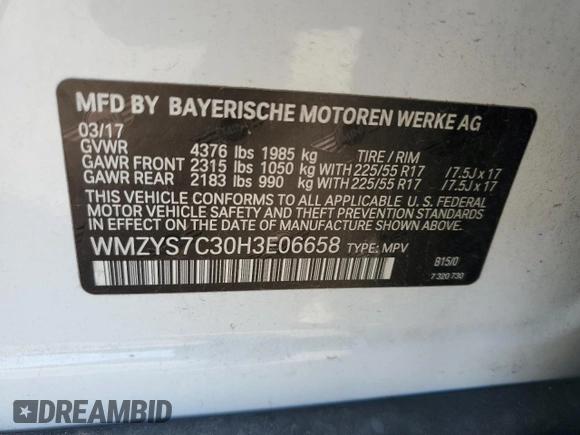 MFD BY BAYERISCHE MOTOREN WERKE AG
03/17
GVWR 4376 lbs 1985 kg TIRE / RIM
GAWR FRONT 2315 lbs 1050 kg WITH 225/55 R17 /7.5J x 17
GAWR REAR 2183 lbs 990 kg WITH 225/55 R17 /7.5J x 17
THIS VEHICLE CONFORMS TO ALL APPLICABLE U. S. FEDERAL
MOTOR VEHICLE SAFETY AND THEFT PREVENTION STANDARDS
IN EFFECT ON THE DATE OF MANUFACTURE SHOWN ABOVE.
WMZYS7C30H3E06658 TYPE: MPV
B15/0
7 320 730
DREAMBID